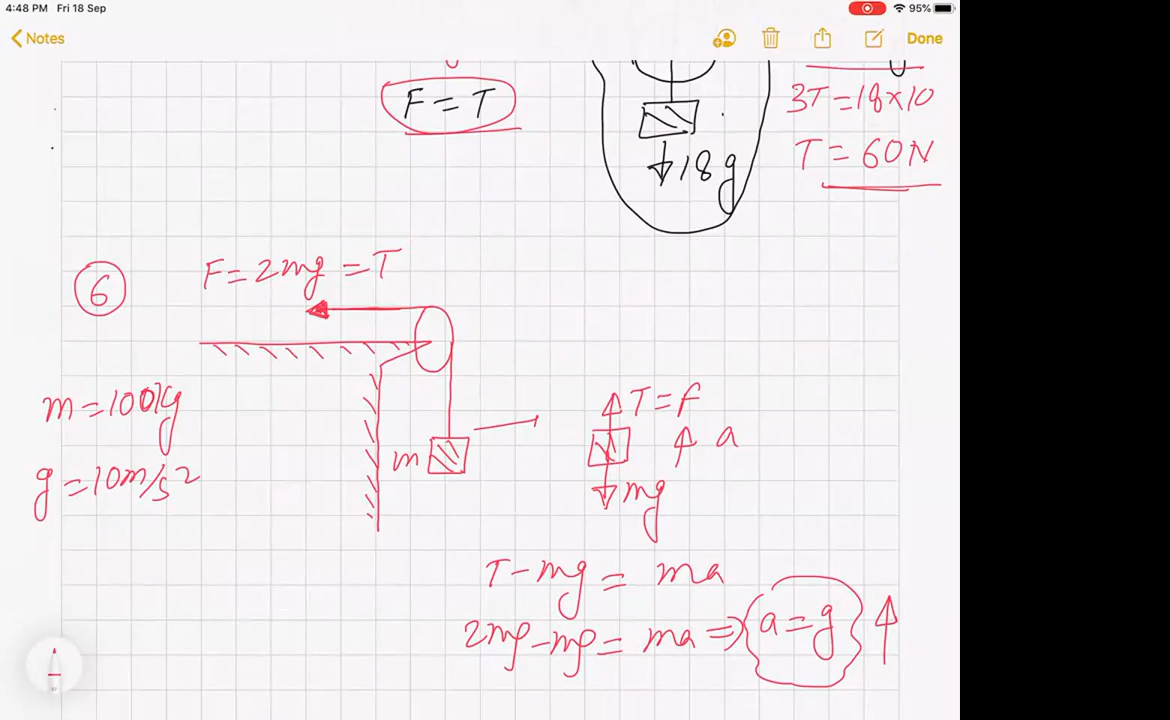 4:48 PM Fri 18 Sep
95%
Notes
Done
F = T
18g
3T = 18 × 10
T = 60N
6
F = 2mg = T
m = 100kg
g = 10m/s2
m
T = f
a
mg
T - mg = ma
2mg - mg = ma ⇒ a = g